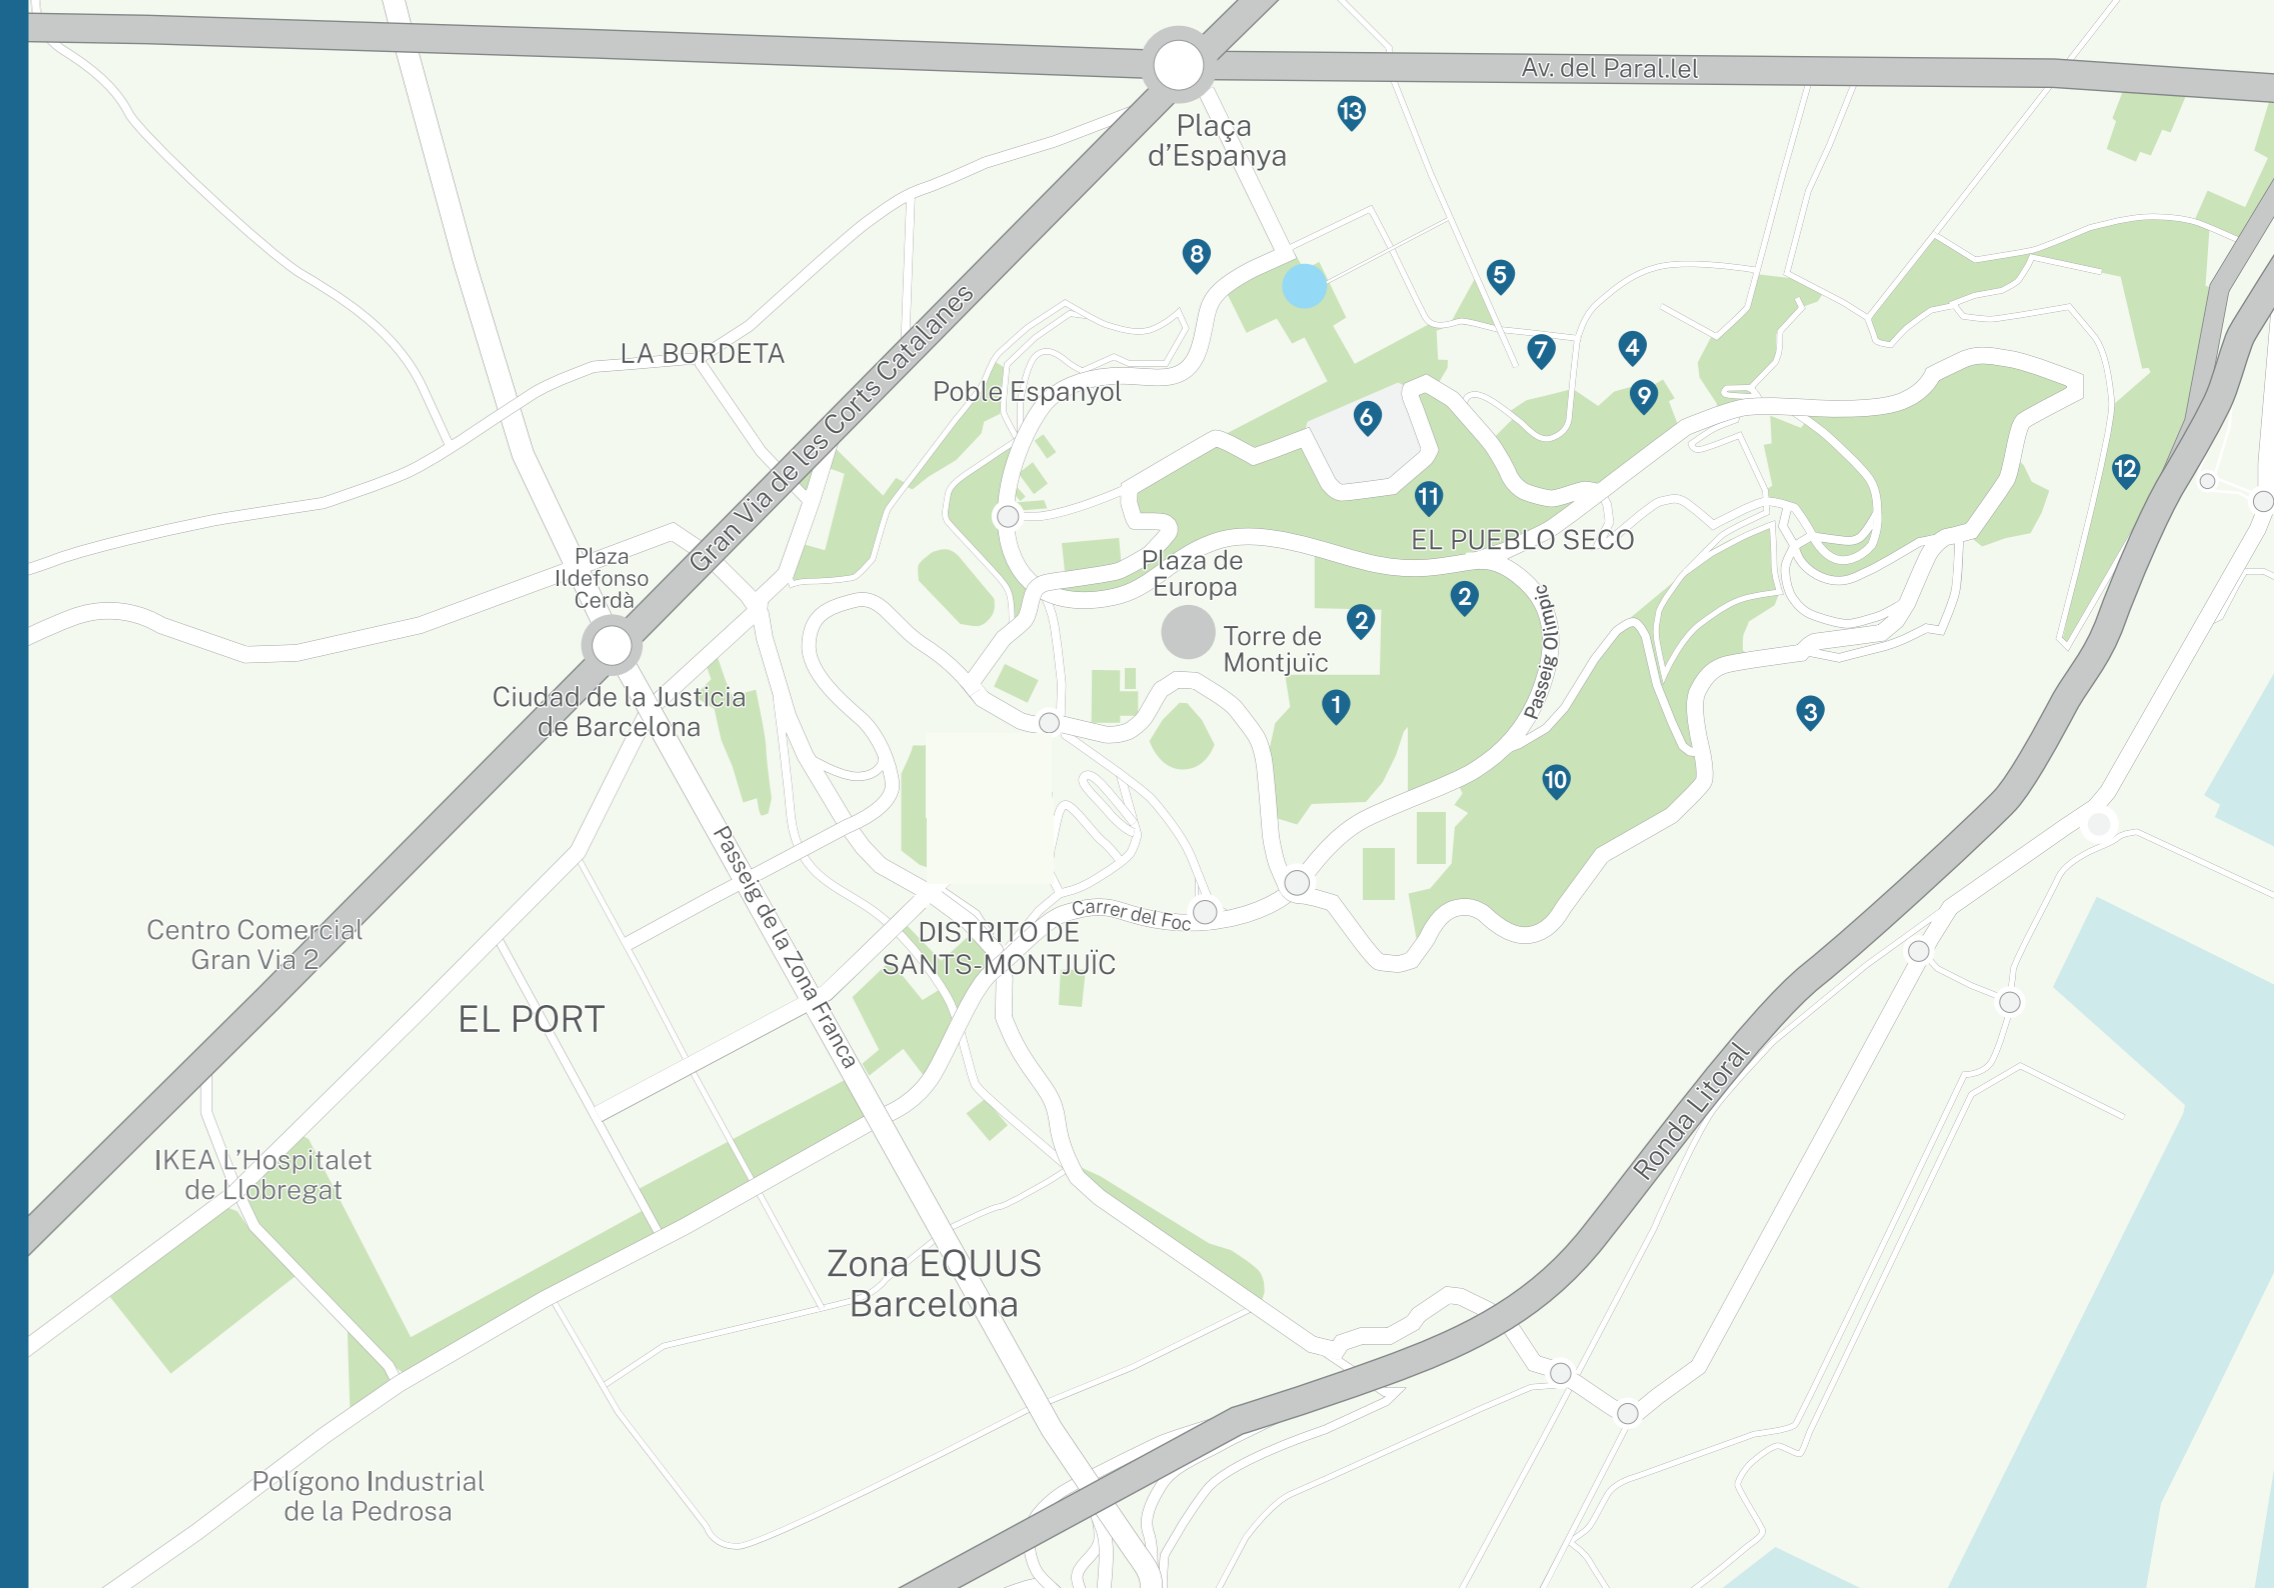 Av. del Paral.lel
13
Plaça
d’Espanya
8
5
LA BORDETA
Gran Via de les Corts Catalanes
7
4
Poble Espanyol
9
6
12
11
EL PUEBLO SECO
Plaza
Ildefonso
Cerdà
Plaza de
Europa
2
2
Passeig Olímpic
Torre de
Montjuïc
Ciudad de la Justicia
de Barcelona
1
3
10
Passeig de la Zona Franca
Carrer del Foc
Centro Comercial
Gran Via 2
DISTRITO DE
SANTS-MONTJUÏC
EL PORT
Ronda Litoral
IKEA L’Hospitalet
de Llobregat
Zona EQUUS
Barcelona
Polígono Industrial
de la Pedrosa